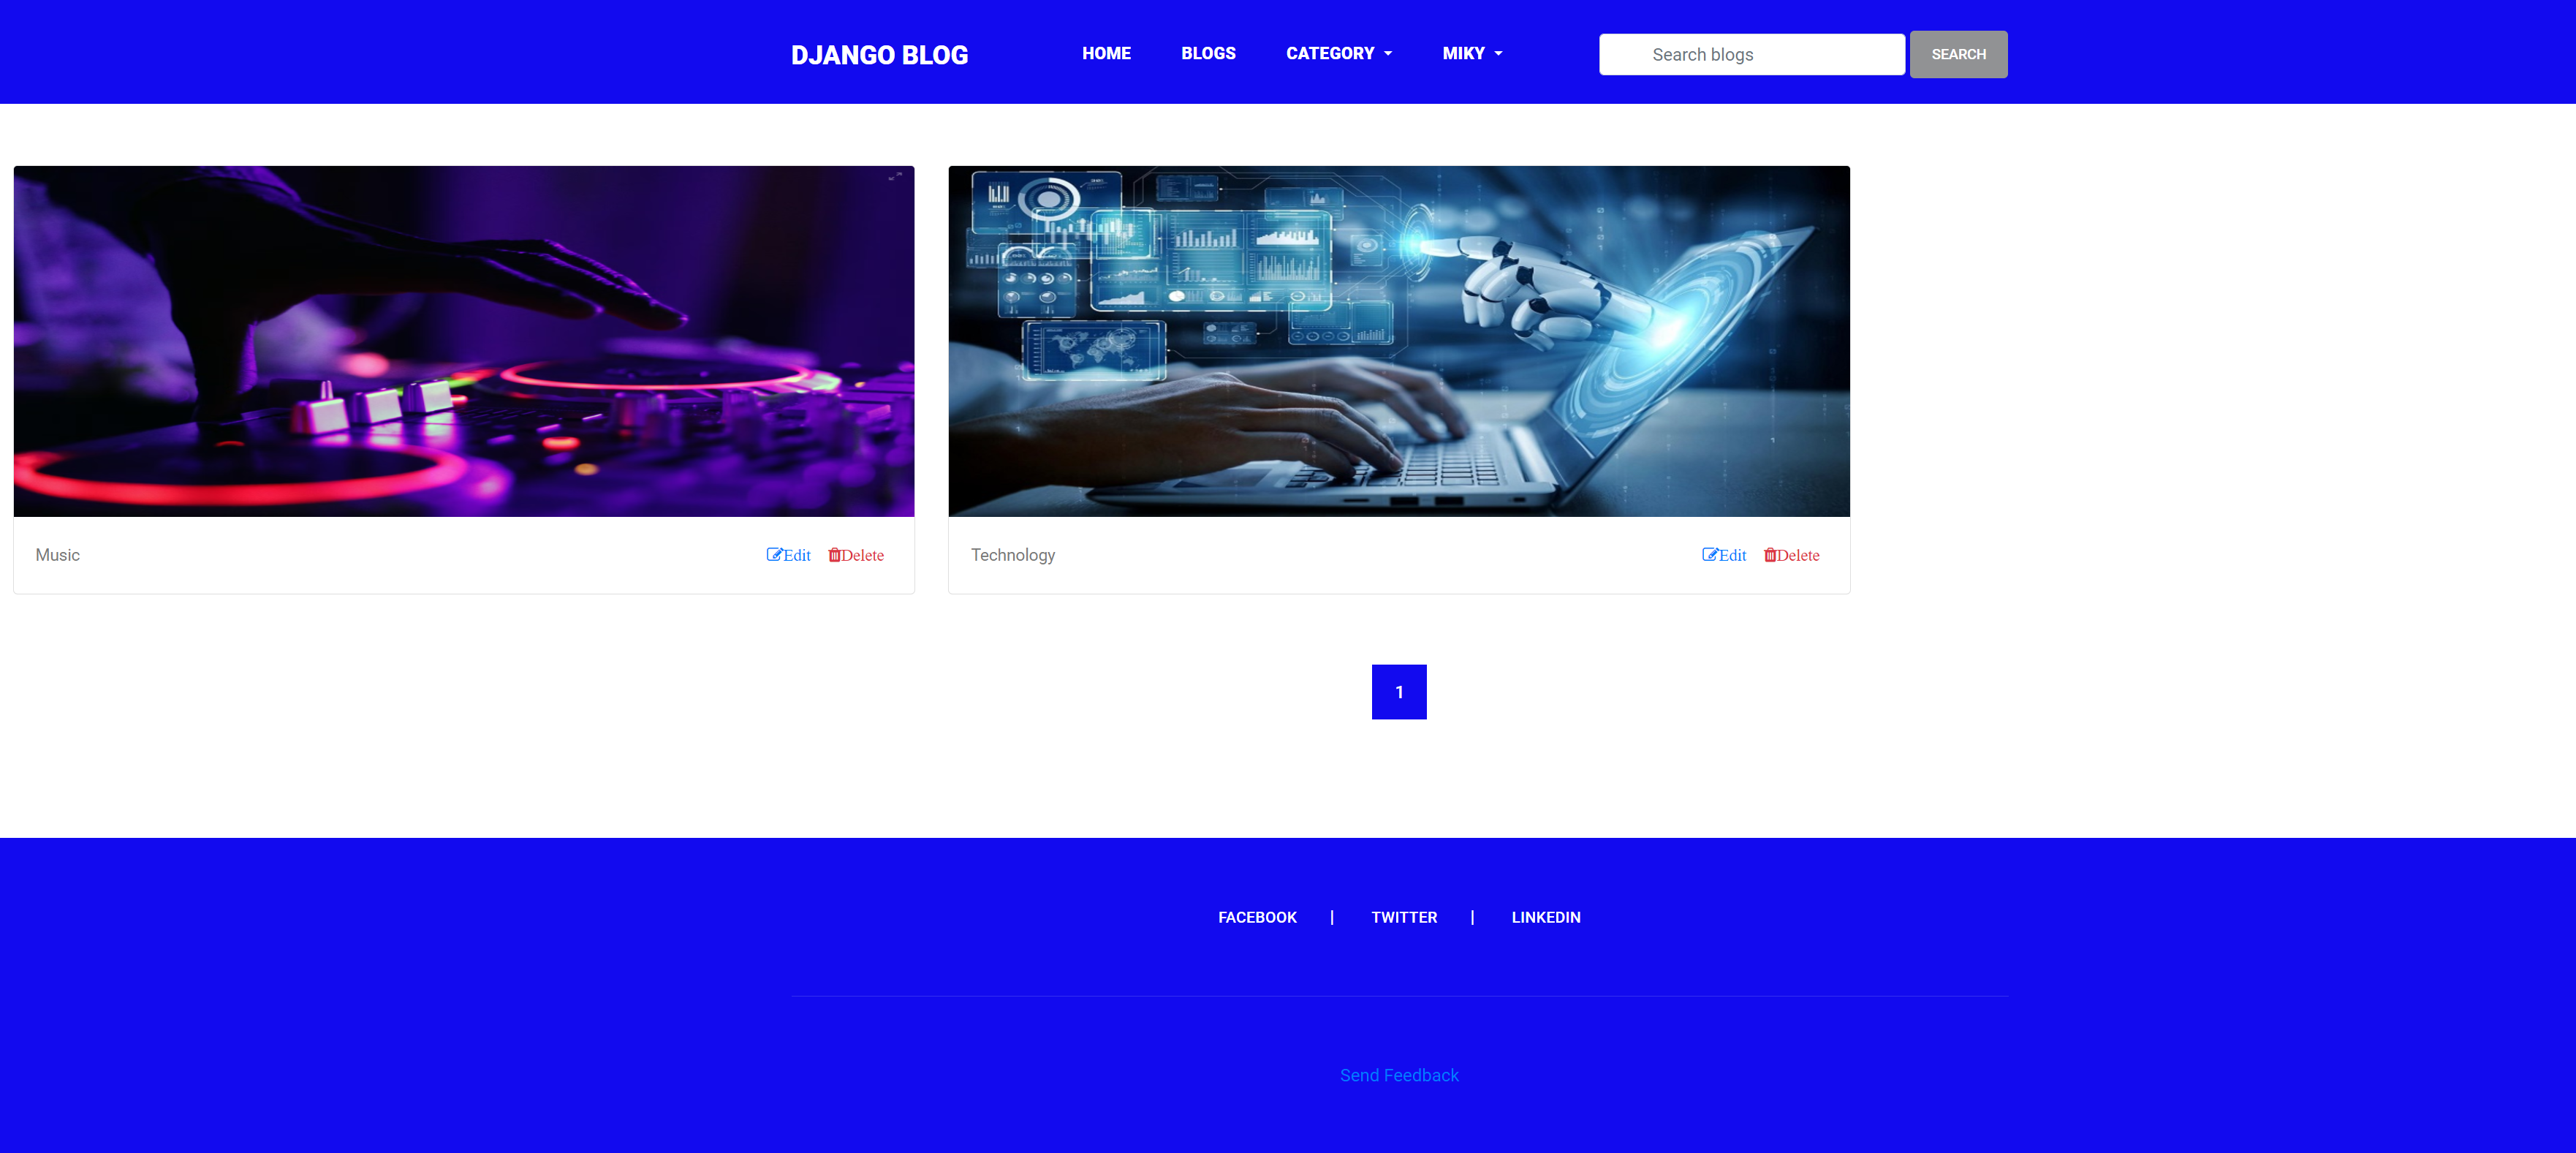 DJANGO BLOG HOME BLOGS CATEGORY MIKY Search blogs SEARCH
Music Edit Delete Technology Edit Delete
1
FACEBOOK | TWITTER | LINKEDIN
Send Feedback